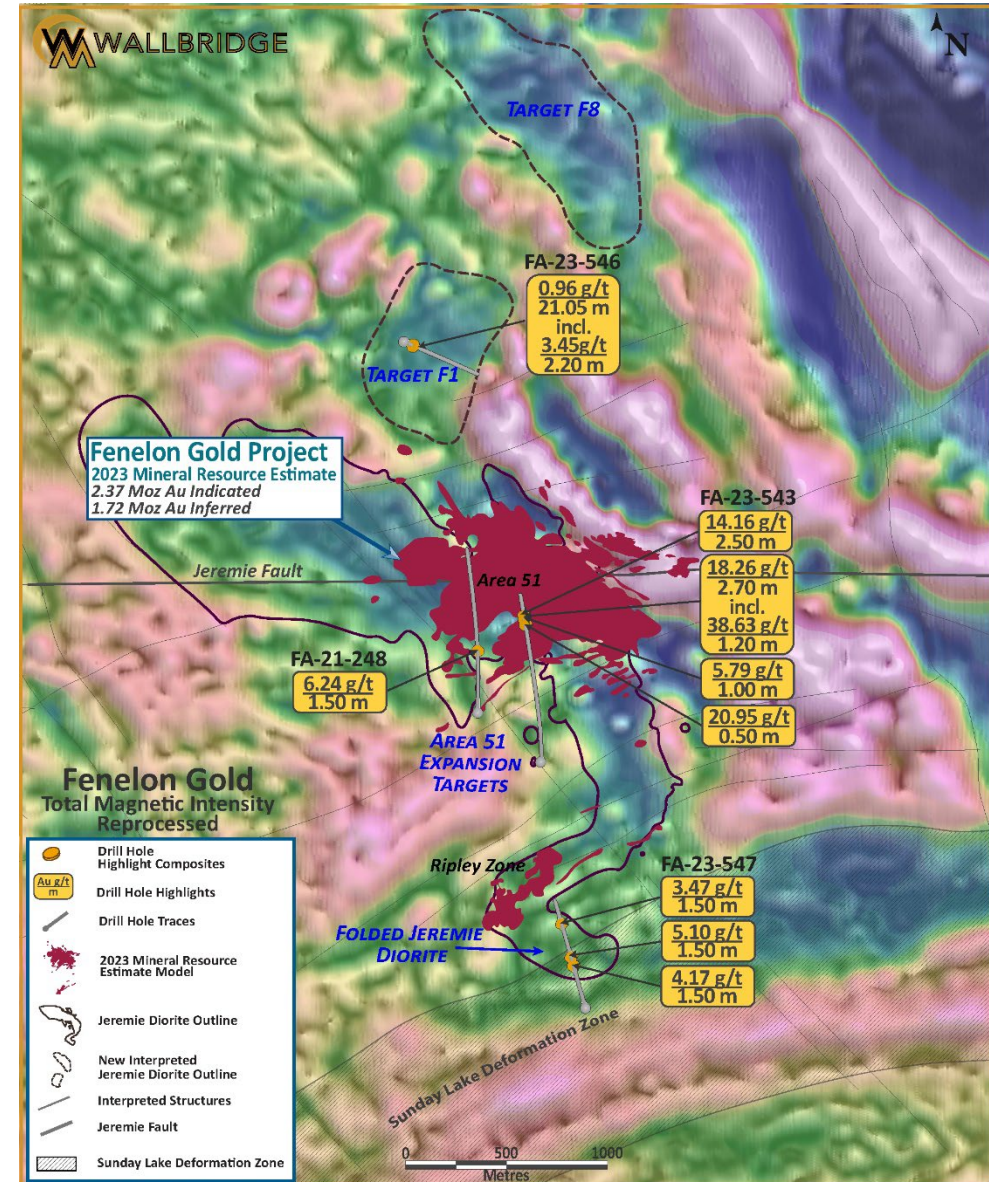 WALLBRIDGE
N
TARGET F8
FA-23-546
0.96 g/t
21.05 m
incl.
3.45g/t
2.20 m
TARGET F1
Fenelon Gold Project
2023 Mineral Resource Estimate
2.37 Moz Au Indicated
1.72 Moz Au Inferred
FA-23-543
14.16 g/t
2.50 m
18.26 g/t
2.70 m
incl.
38.63 g/t
1.20 m
5.79 g/t
1.00 m
20.95 g/t
0.50 m
Jeremie Fault
Area 51
FA-21-248
6.24 g/t
1.50 m
AREA 51
EXPANSION
TARGETS
Fenelon Gold
Total Magnetic Intensity
Reprocessed
Drill Hole
Highlight Composites
Au g/t
m
Drill Hole Highlights
Drill Hole Traces
2023 Mineral Resource
Estimate Model
Jeremie Diorite Outline
New Interpreted
Jeremie Diorite Outline
Interpreted Structures
Jeremie Fault
Sunday Lake Deformation Zone
Ripley Zone
FA-23-547
3.47 g/t
1.50 m
5.10 g/t
1.50 m
4.17 g/t
1.50 m
FOLDED JEREMIE
DIORITE
Sunday Lake Deformation Zone
0 500 1000
Metres